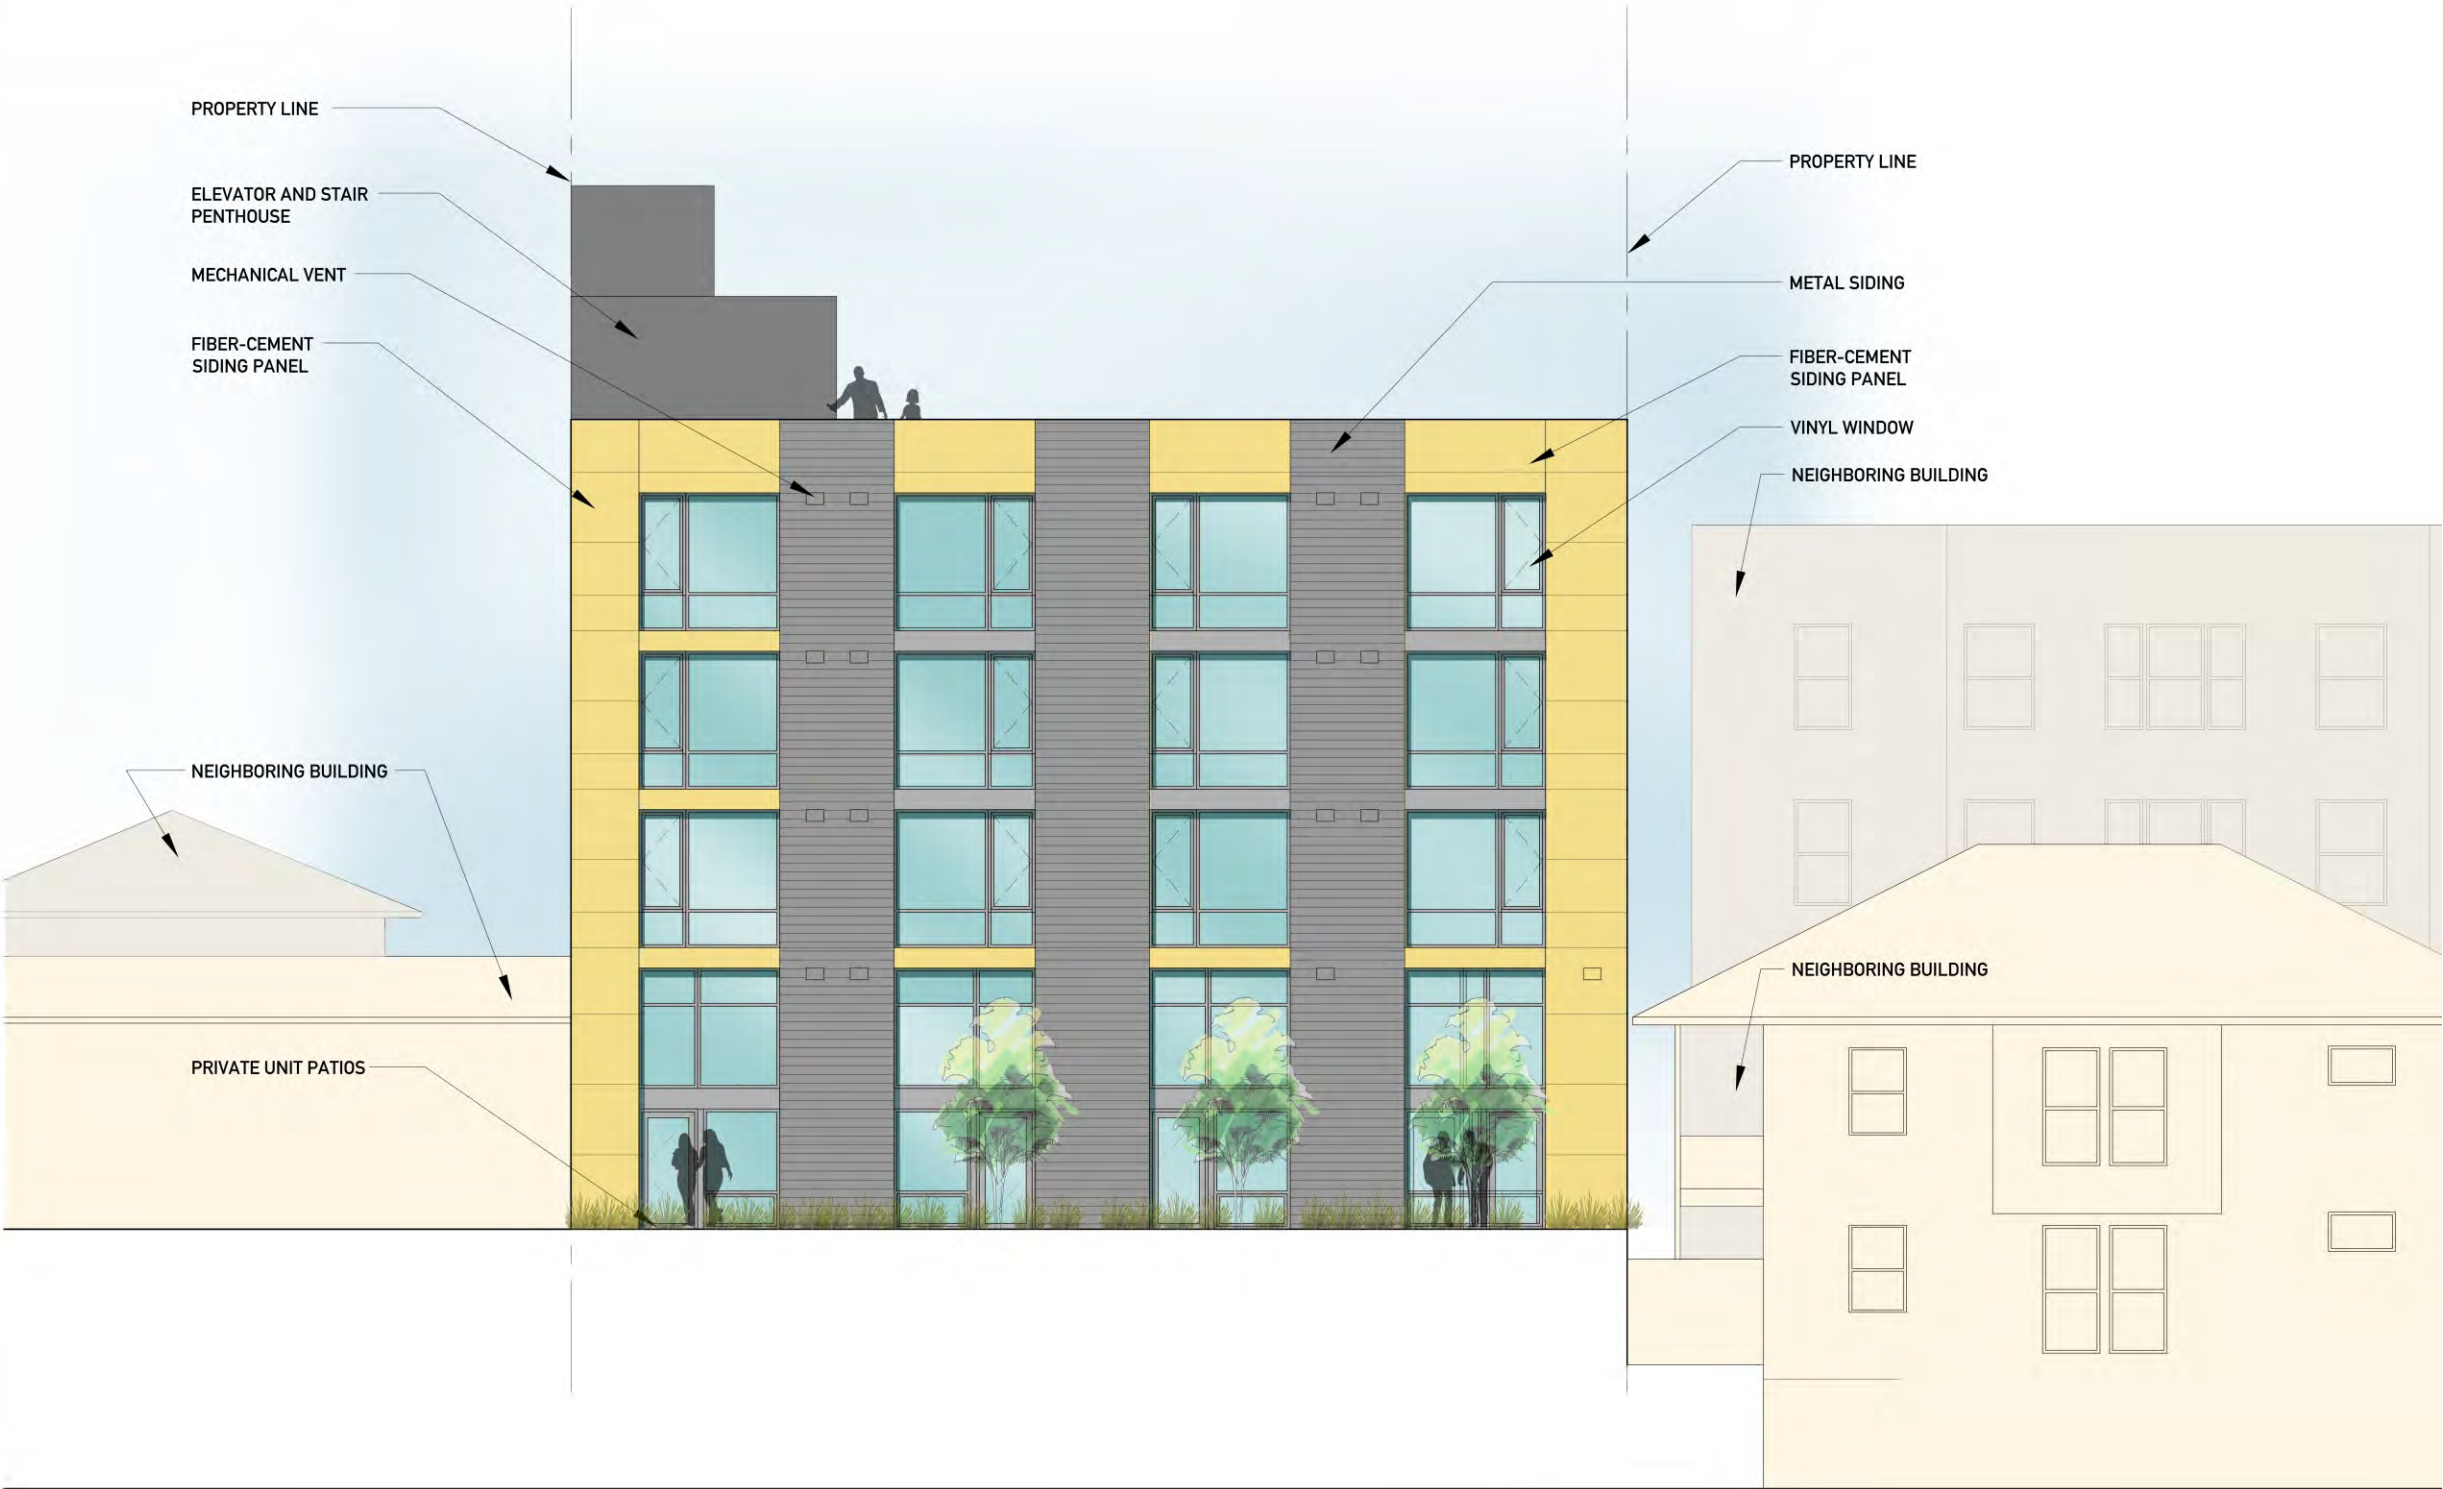 PROPERTY LINE
ELEVATOR AND STAIR
PENTHOUSE
MECHANICAL VENT
FIBER-CEMENT
SIDING PANEL
NEIGHBORING BUILDING
PRIVATE UNIT PATIOS
PROPERTY LINE
METAL SIDING
FIBER-CEMENT
SIDING PANEL
VINYL WINDOW
NEIGHBORING BUILDING
NEIGHBORING BUILDING